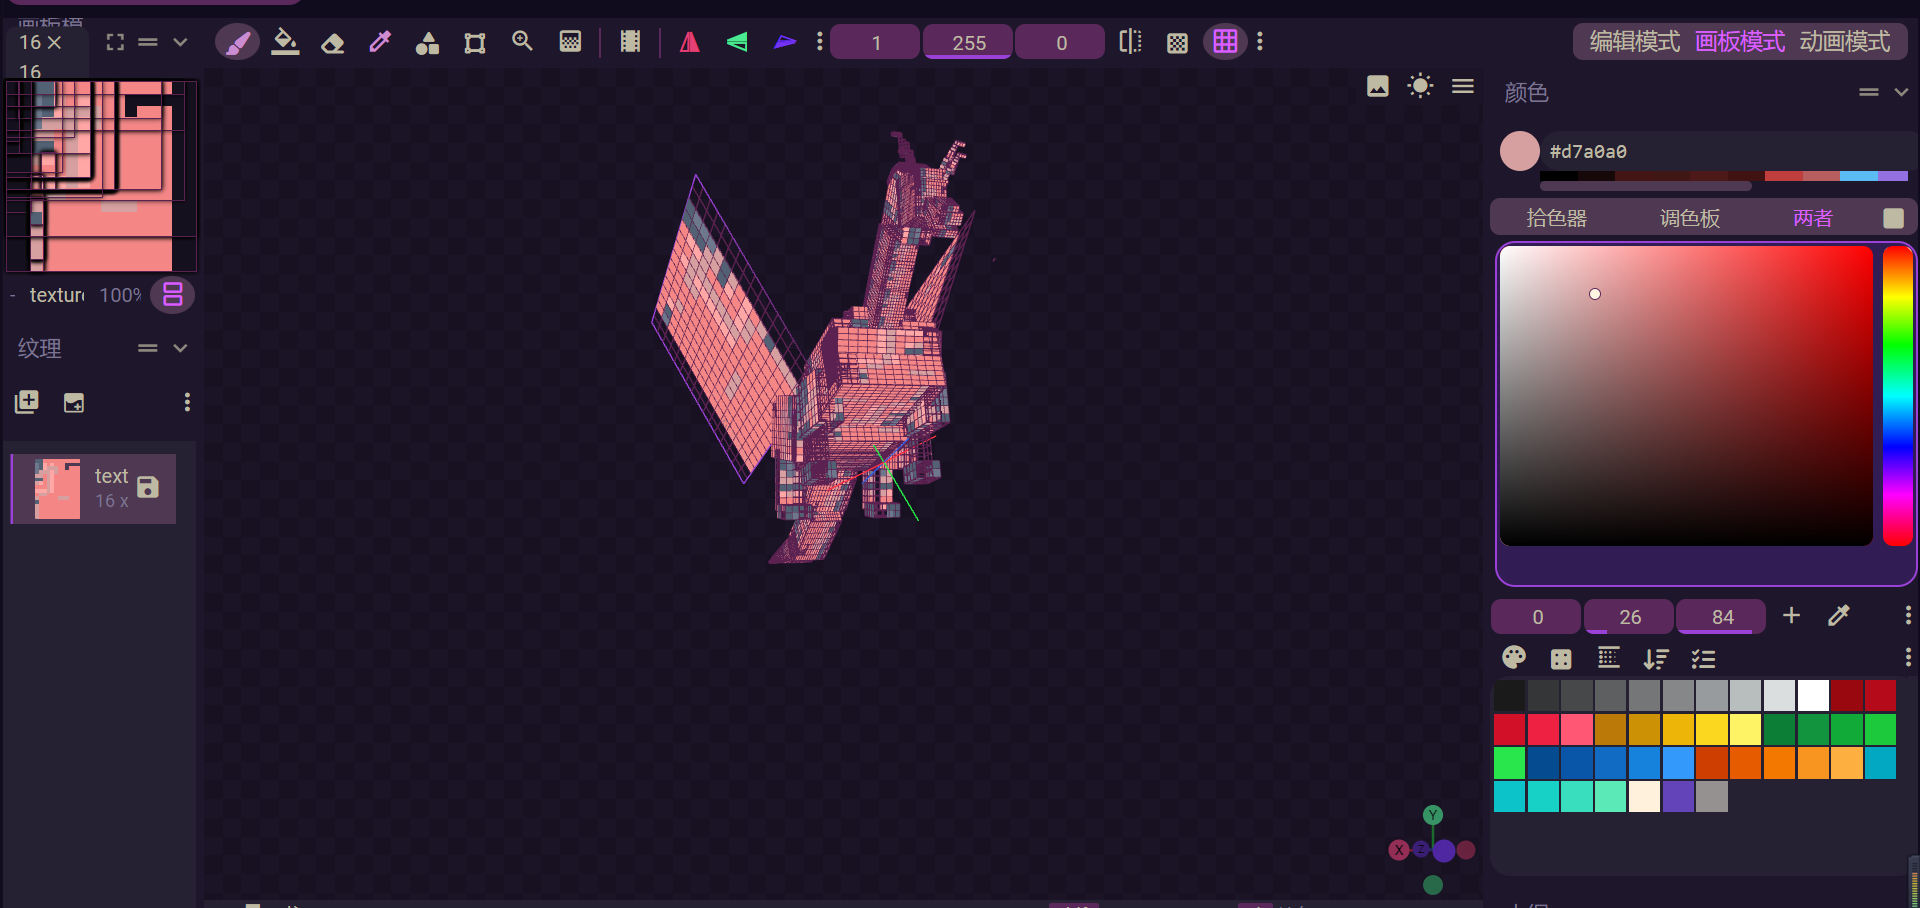 16 ×
16
1
255
0
编辑模式 画板模式 动画模式
颜色
#d7a0a0
拾色器 调色板 两者
- textur 100%
0
26
84
纹理
text
16 x
Y
X
Z